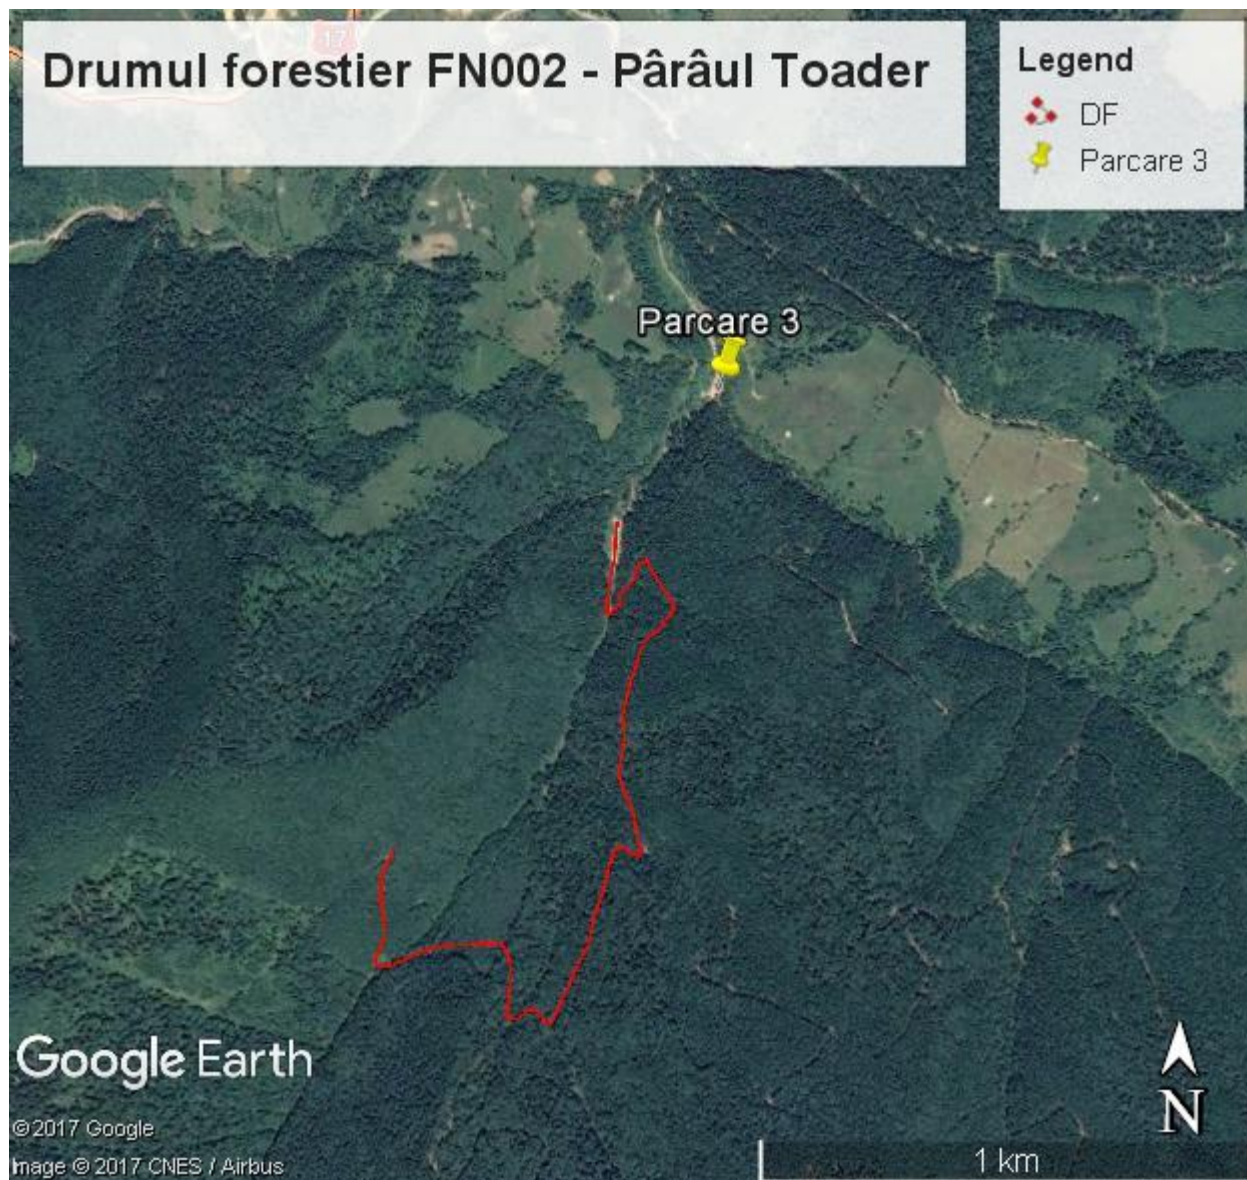 17
Drumul forestier FN002 - Pârâul Toader
Legend
DF
Parcare 3
Parcare 3
Google Earth
©2017 Google
Image © 2017 CNES / Airbus
N
1 km